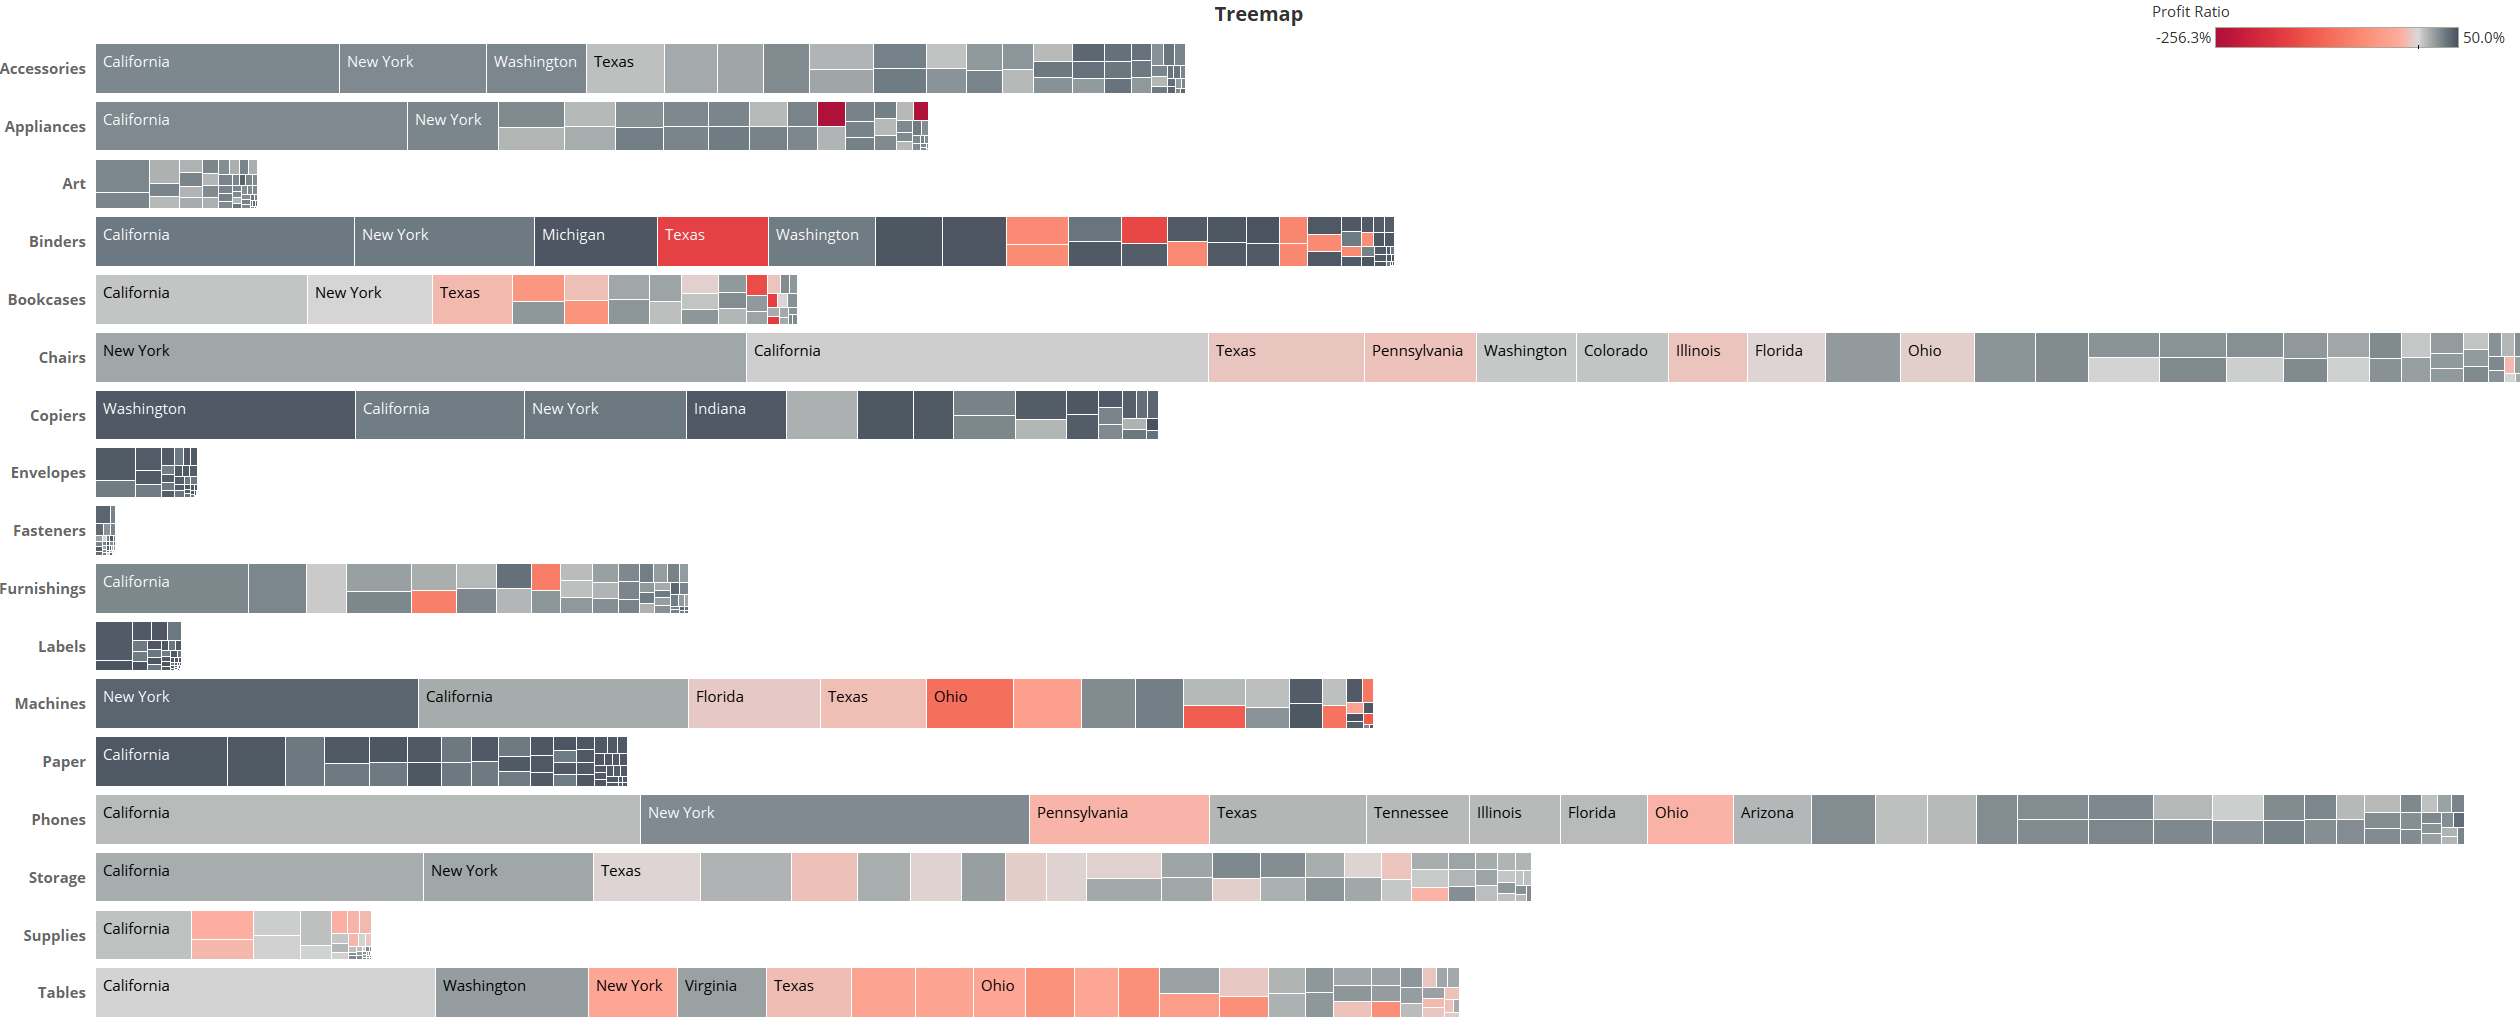 Treemap
Profit Ratio
-256.3% 50.0%
Accessories California New York Washington Texas
Appliances California New York
Art
Binders California New York Michigan Texas Washington
Bookcases California New York Texas
Chairs New York California Texas Pennsylvania Washington Colorado Illinois Florida Ohio
Copiers Washington California New York Indiana
Envelopes
Fasteners
Furnishings California
Labels
Machines New York California Florida Texas Ohio
Paper California
Phones California New York Pennsylvania Texas Tennessee Illinois Florida Ohio Arizona
Storage California New York Texas
Supplies California
Tables California Washington New York Virginia Texas Ohio